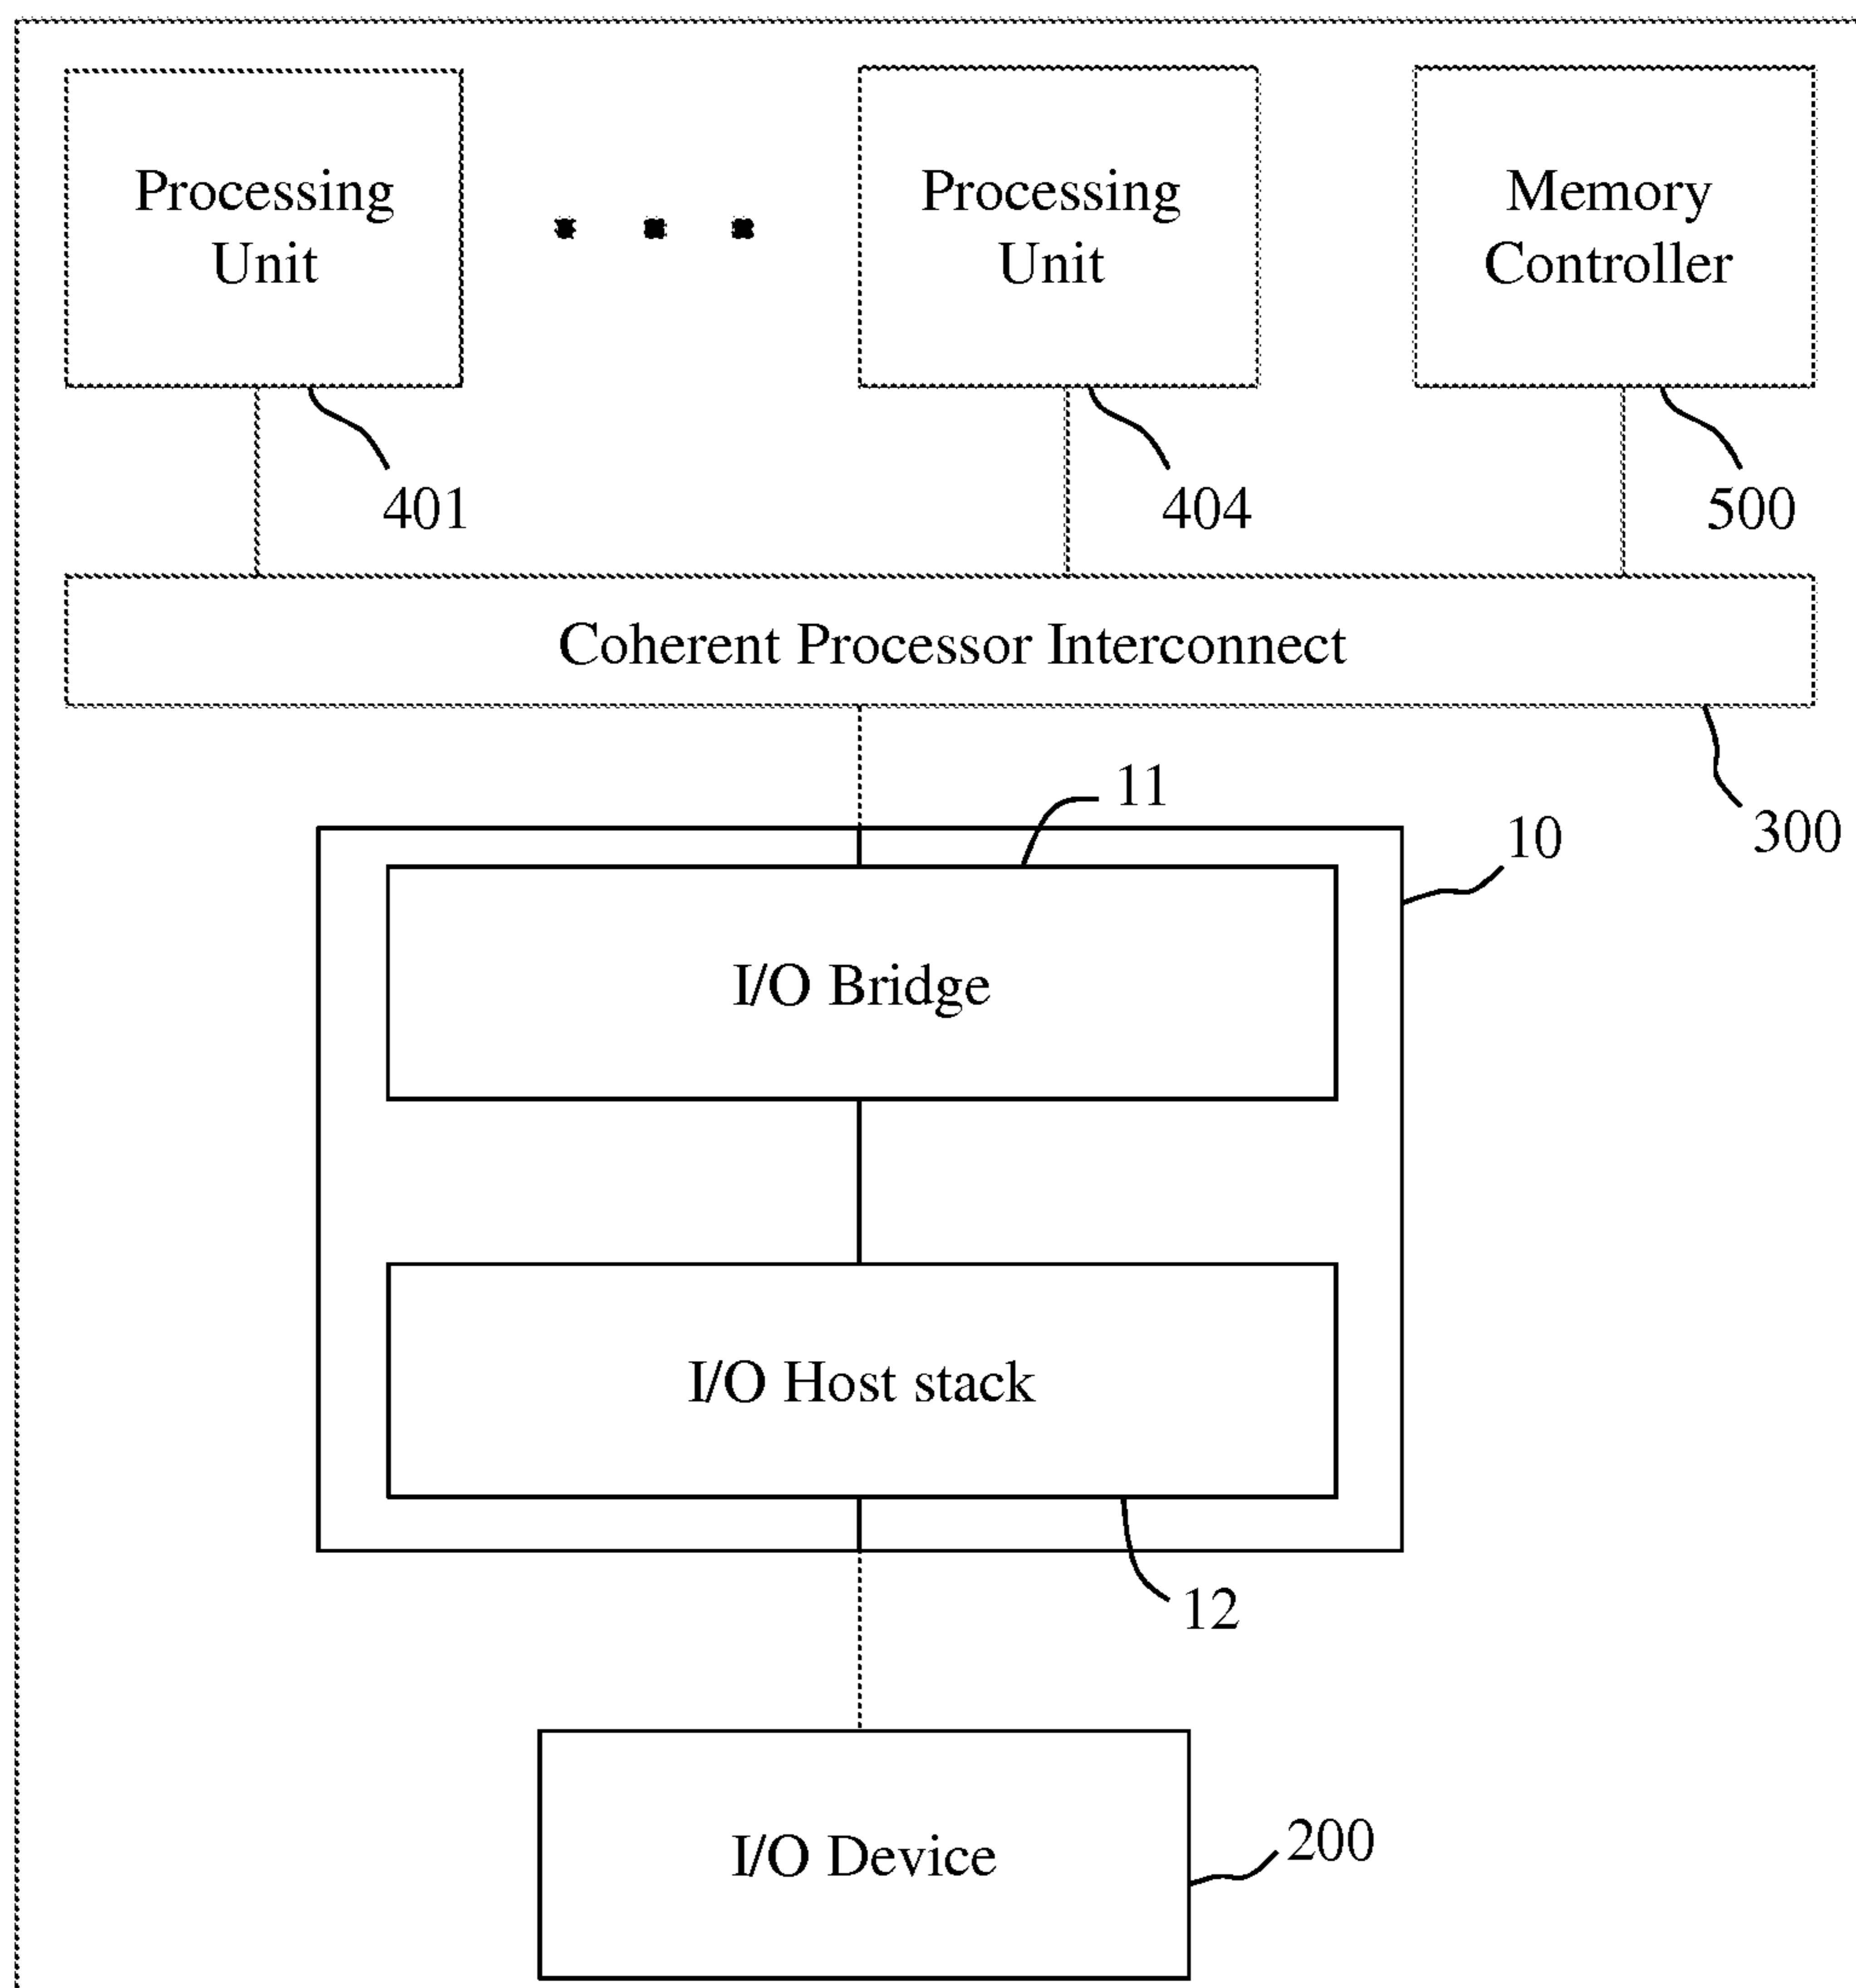 Processing
Unit
Processing
Unit
Memory
Controller
401
404
500
Coherent Processor Interconnect
11
10
300
I/O Bridge
I/O Host stack
12
I/O Device
200